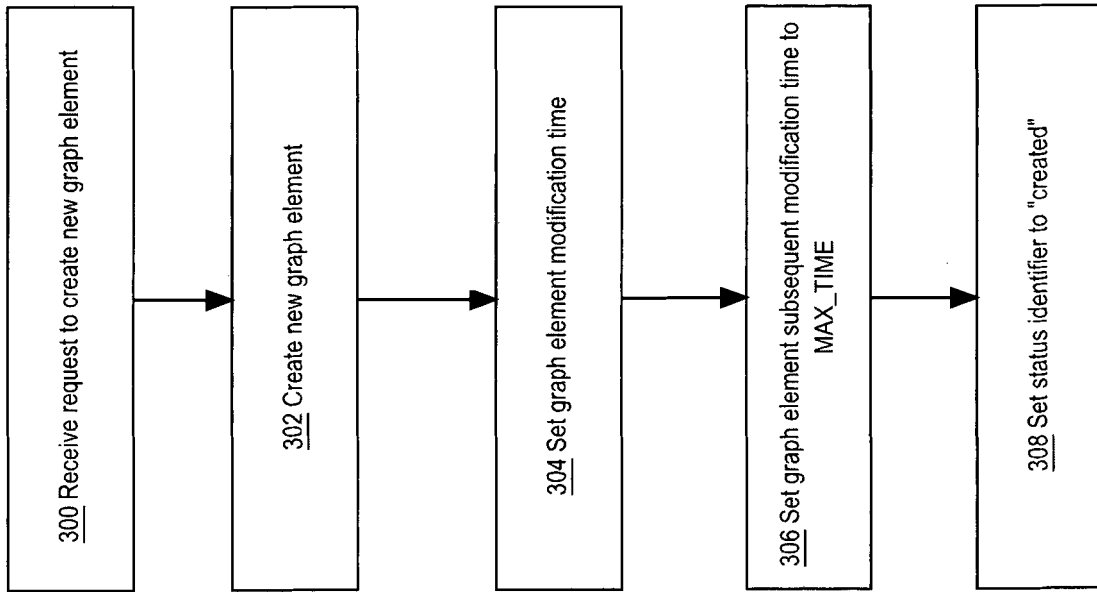 300 Receive request to create new graph element
302 Create new graph element
304 Set graph element modification time
306 Set graph element subsequent modification time to
MAX_TIME
308 Set status identifier to "created"